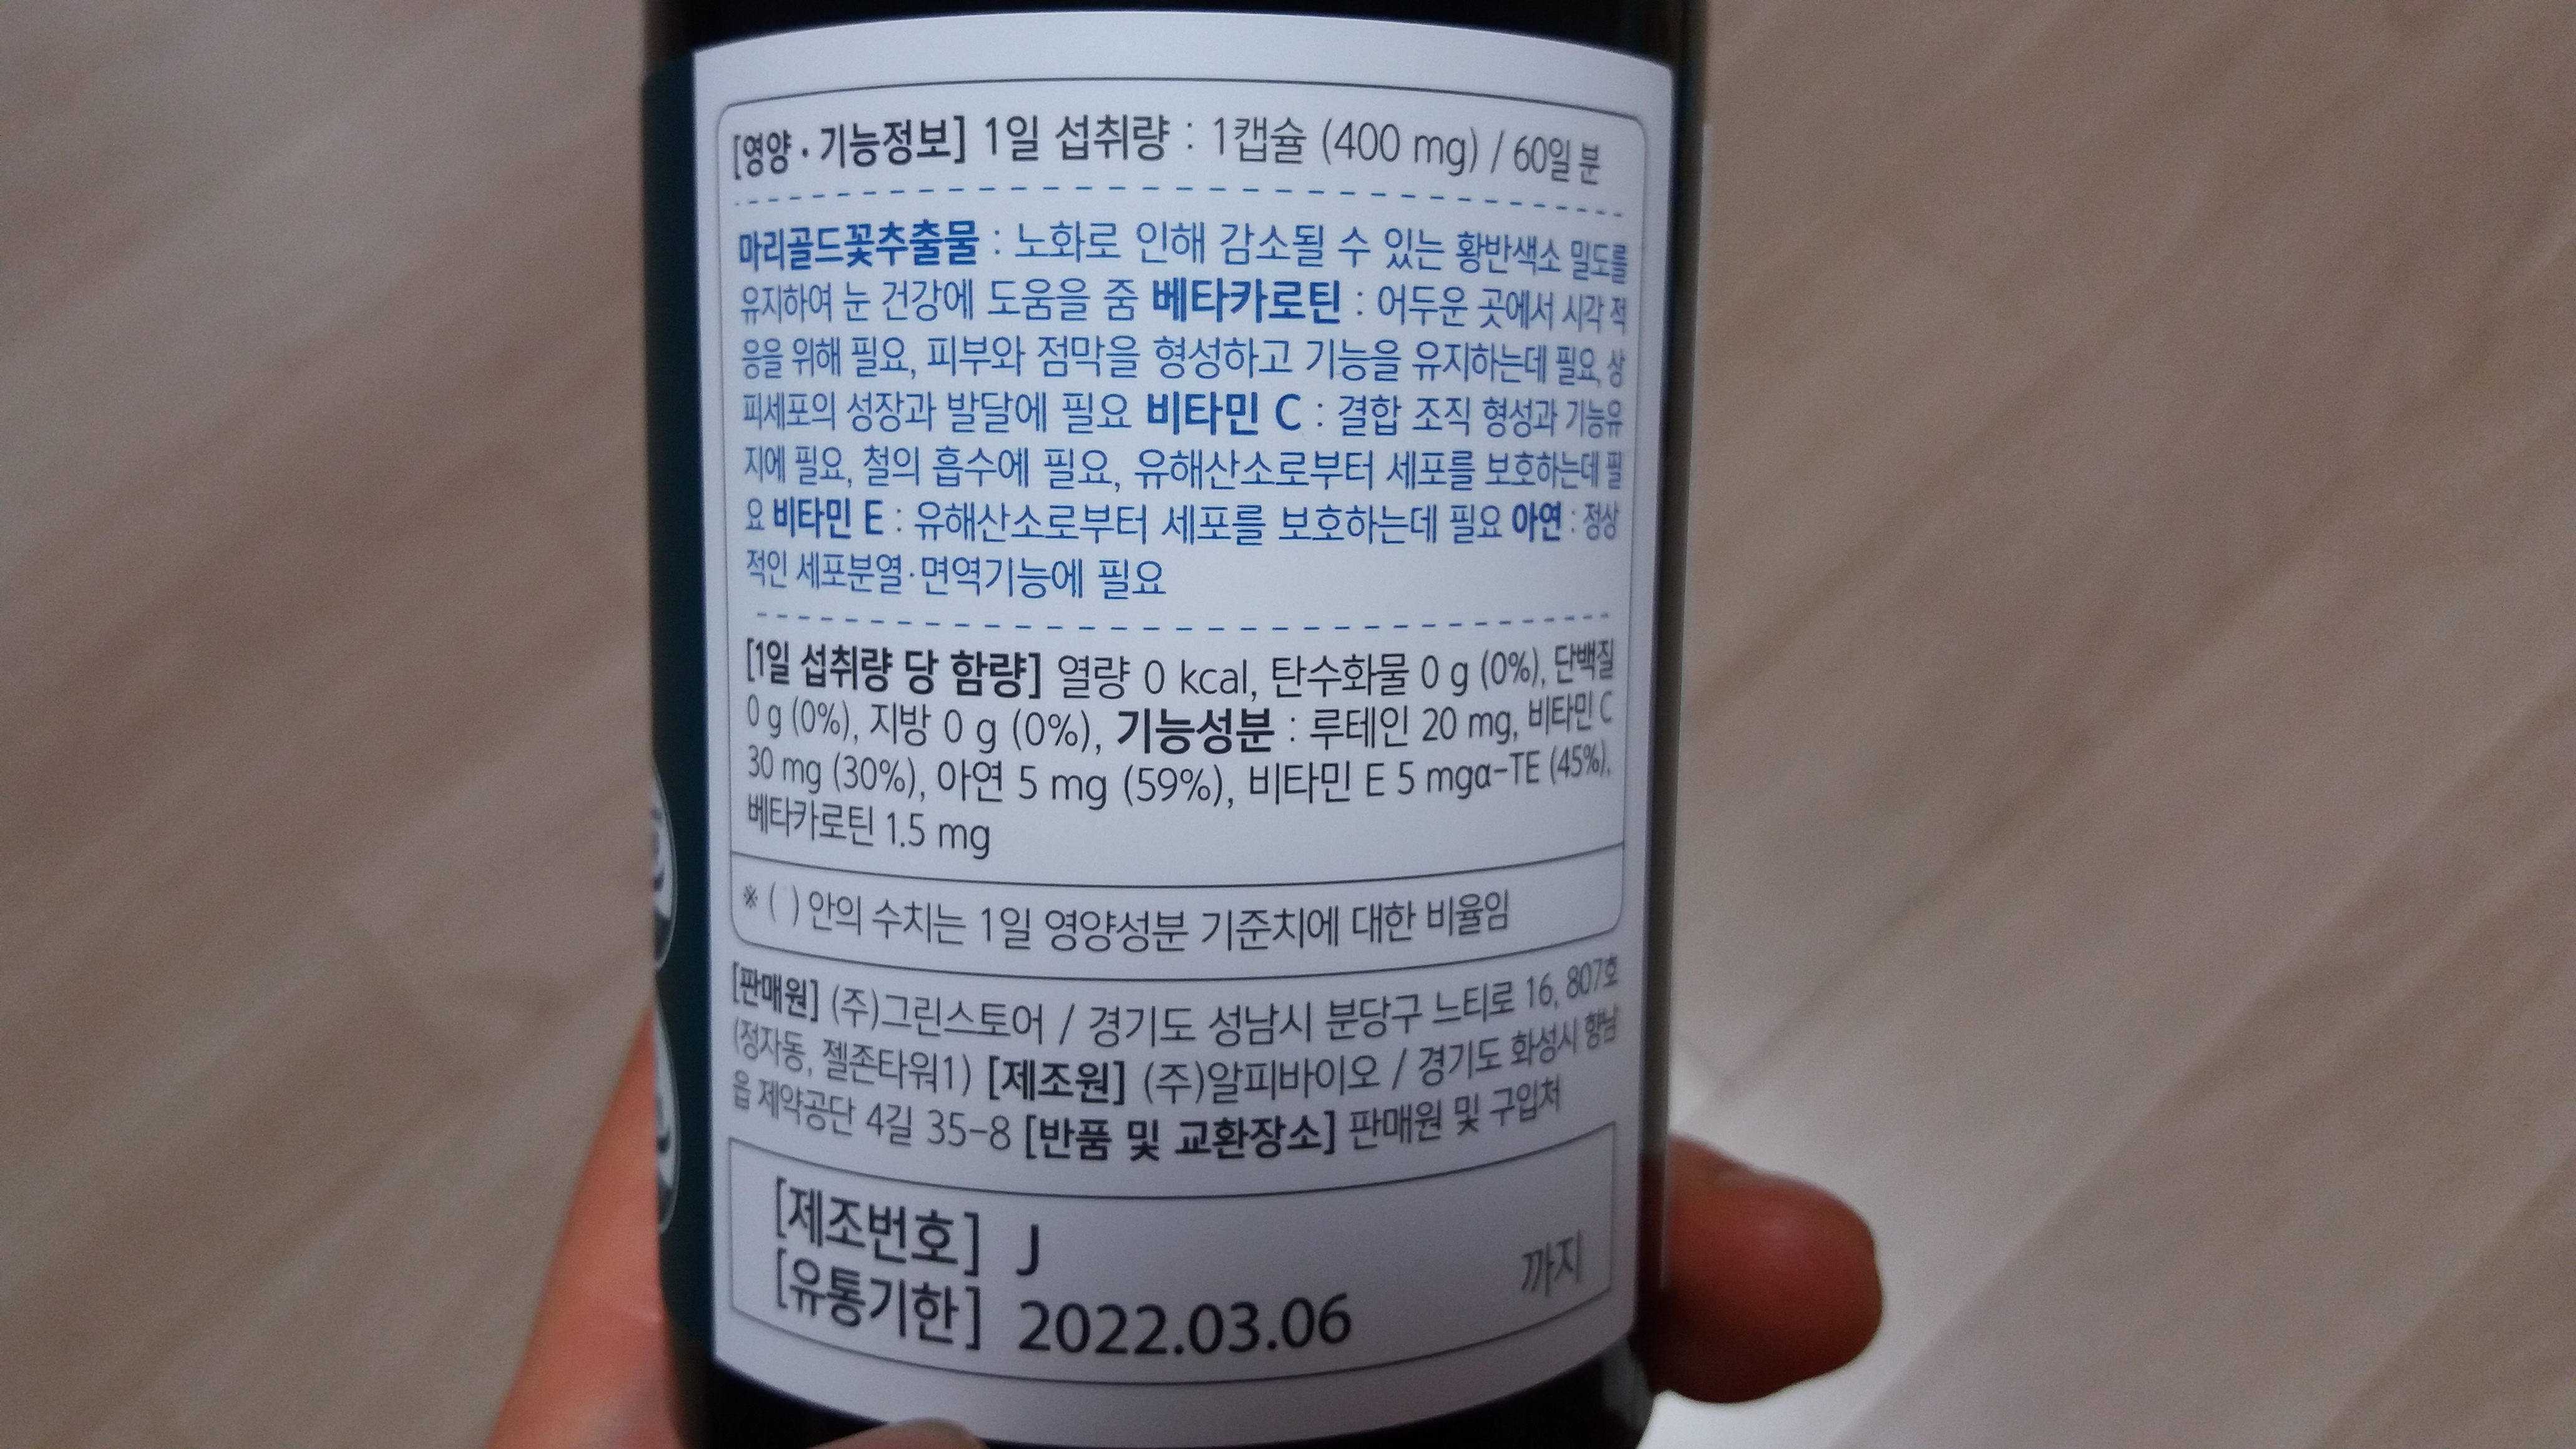 [영양·기능정보] 1일 섭취량 : 1캡슐 (400 mg) / 60일 분
마리골드꽃추출물 : 노화로 인해 감소될 수 있는 황반색소 밀도를
유지하여 눈 건강에 도움을 줌 베타카로틴 : 어두운 곳에서 시각 적
응을 위해 필요, 피부와 점막을 형성하고 기능을 유지하는데 필요, 상
피세포의 성장과 발달에 필요 비타민 C : 결합 조직 형성과 기능유
지에 필요, 철의 흡수에 필요, 유해산소로부터 세포를 보호하는데 필
요 비타민 E : 유해산소로부터 세포를 보호하는데 필요 아연 : 정상
적인 세포분열·면역기능에 필요
[1일 섭취량 당 함량] 열량 0 kcal, 탄수화물 0 g (0%), 단백질
0 g (0%), 지방 0 g (0%), 기능성분 : 루테인 20 mg, 비타민 C
30 mg (30%), 아연 5 mg (59%), 비타민 E 5 mgα-TE (45%),
베타카로틴 1.5 mg
※ ( ) 안의 수치는 1일 영양성분 기준치에 대한 비율임
[판매원] (주)그린스토어 / 경기도 성남시 분당구 느티로 16, 807호
(정자동, 젤존타워1) [제조원] (주)알피바이오 / 경기도 화성시 향남
읍 제약공단 4길 35-8 [반품 및 교환장소] 판매원 및 구입처
[제조번호] J
[유통기한] 2022.03.06 까지